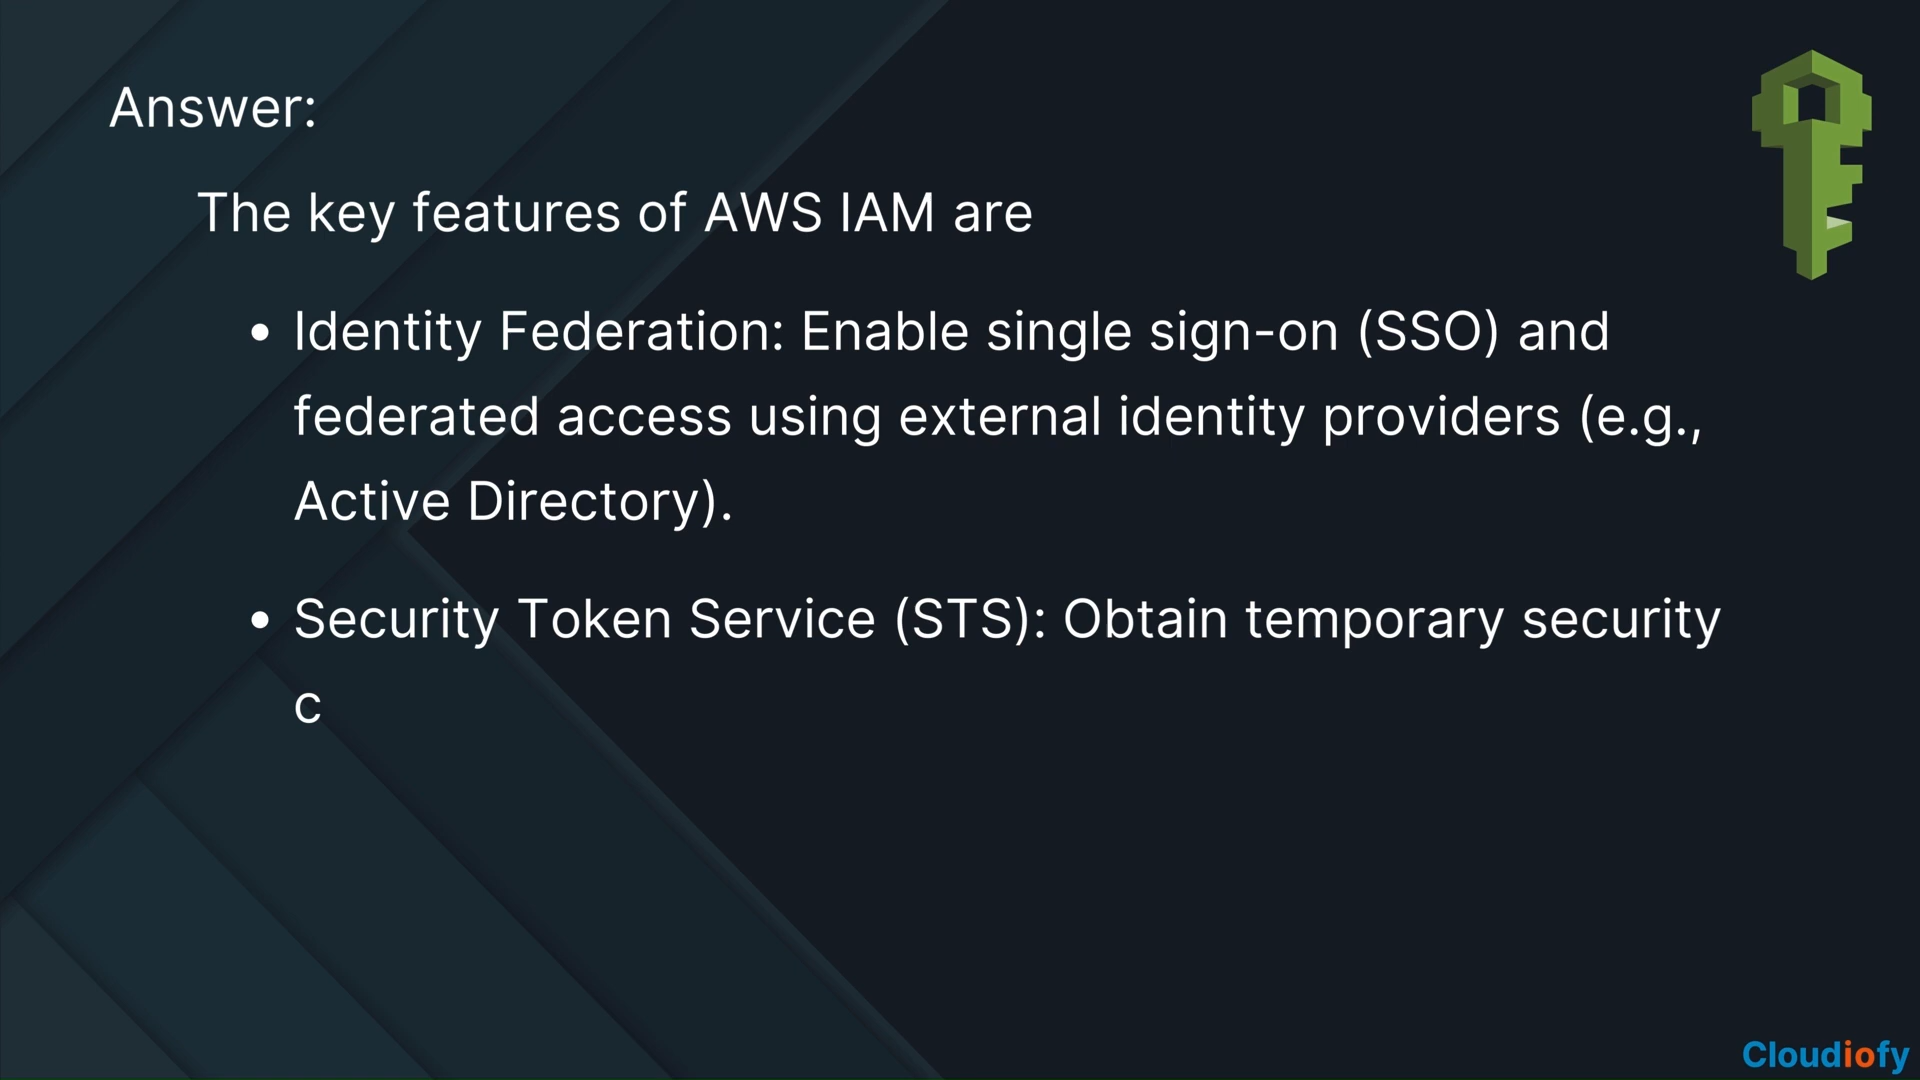 Answer:
The key features of AWS IAM are
• Identity Federation: Enable single sign-on (SSO) and
federated access using external identity providers (e.g.,
Active Directory).
• Security Token Service (STS): Obtain temporary security
c
Cloudiofy